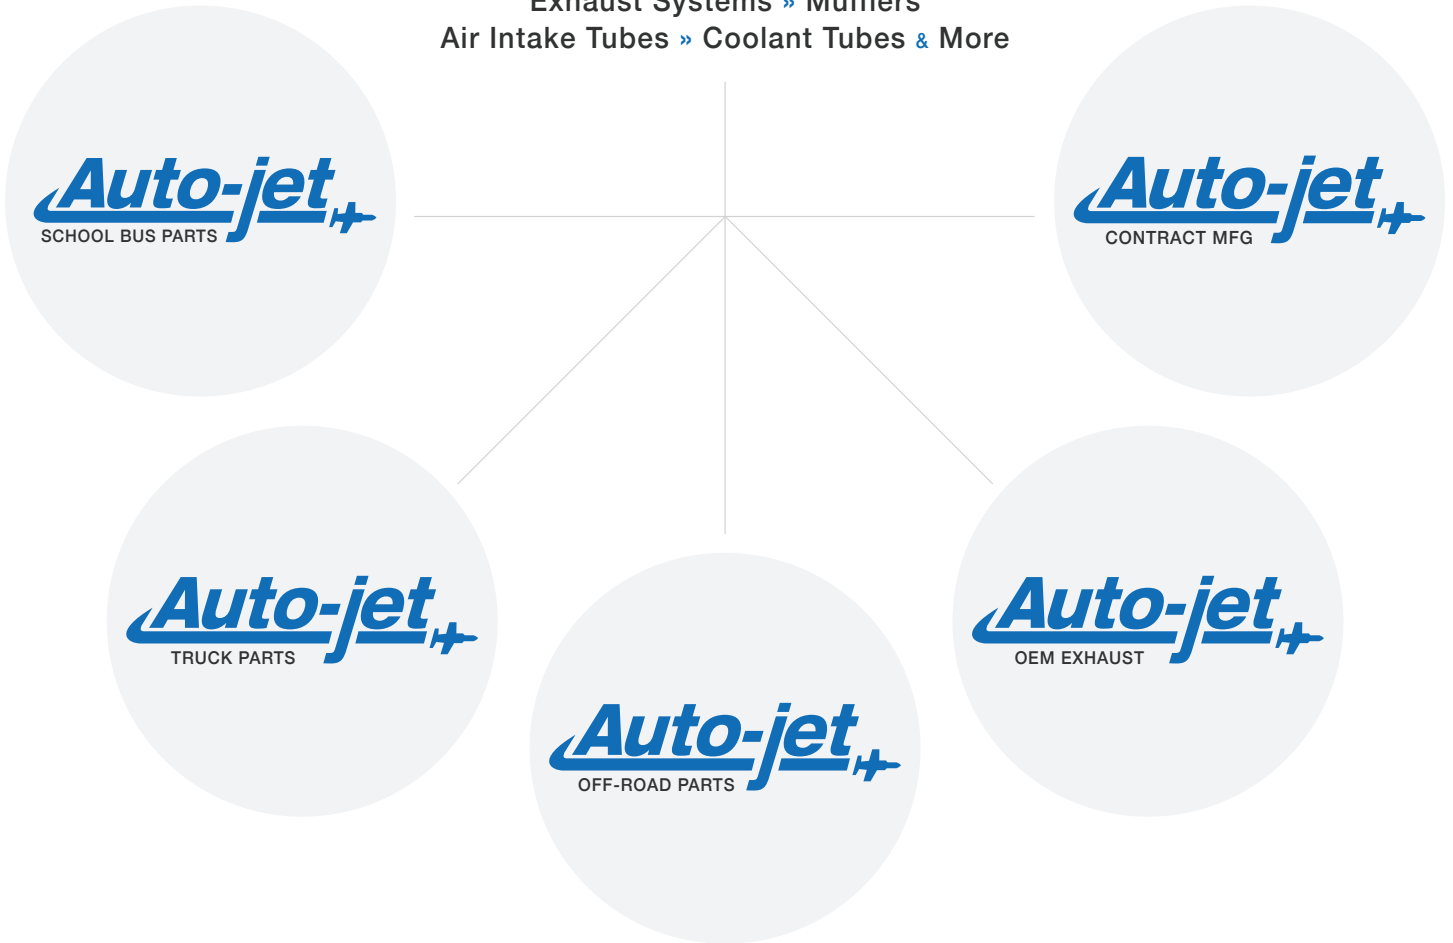 Exhaust Systems » Mufflers
Air Intake Tubes » Coolant Tubes & More
Auto-jet
SCHOOL BUS PARTS
Auto-jet
CONTRACT MFG
Auto-jet
TRUCK PARTS
Auto-jet
OEM EXHAUST
Auto-jet
OFF-ROAD PARTS